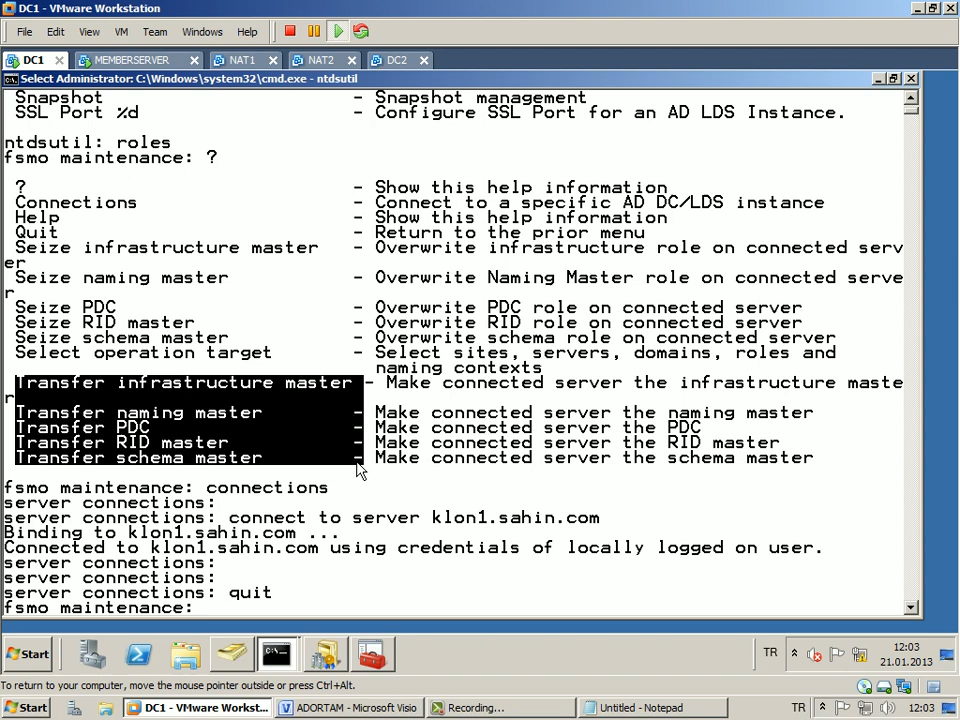 DC1 - VMware Workstation
File Edit View VM Team Windows Help
DC1 MEMBERSERVER NAT1 NAT2 DC2
Select Administrator: C:\Windows\system32\cmd.exe - ntdsutil
Snapshot - Snapshot management
SSL Port %d - Configure SSL Port for an AD LDS Instance.
ntdsutil: roles
fsmo maintenance: ?
? - Show this help information
Connections - Connect to a specific AD DC/LDS instance
Help - Show this help information
Quit - Return to the prior menu
Seize infrastructure master - Overwrite infrastructure role on connected serv
er
Seize naming master - Overwrite Naming Master role on connected serve
r
Seize PDC - Overwrite PDC role on connected server
Seize RID master - Overwrite RID role on connected server
Seize schema master - Overwrite schema role on connected server
Select operation target - Select sites, servers, domains, roles and
naming contexts
Transfer infrastructure master - Make connected server the infrastructure maste
r
Transfer naming master - Make connected server the naming master
Transfer PDC - Make connected server the PDC
Transfer RID master - Make connected server the RID master
Transfer schema master - Make connected server the schema master
fsmo maintenance: connections
server connections:
server connections: connect to server klon1.sahin.com
Binding to klon1.sahin.com ...
Connected to klon1.sahin.com using credentials of locally logged on user.
server connections:
server connections:
server connections: quit
fsmo maintenance:
Start TR 12:03
21.01.2013
To return to your computer, move the mouse pointer outside or press Ctrl+Alt.
Start DC1 - VMware Workst... ADORTAM - Microsoft Visio Recording... Untitled - Notepad TR 12:03